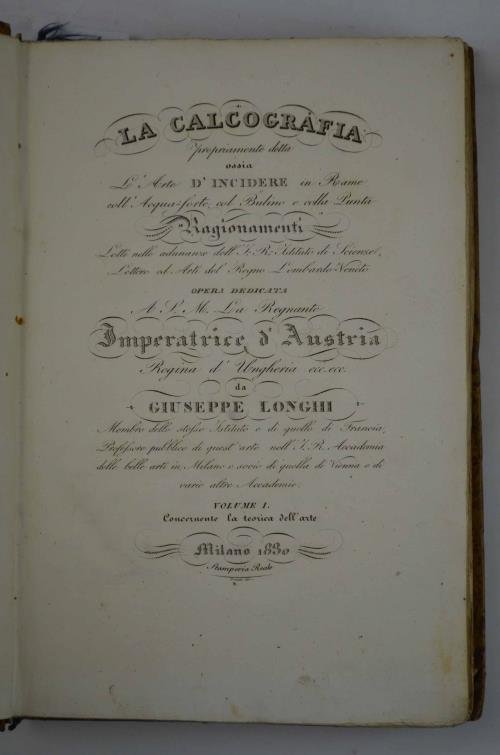 LA CALCOGRAFIA
propriamente detta
ossia
L'Arte D'INCIDERE in Rame
coll'Acqua-forte, col Bulino e colla Punta
Ragionamenti
Letti nelle adunanze dell'I. R. Istituto di Scienze,
Lettere ed Arti del Regno Lombardo-Veneto
OPERA DEDICATA
A S. M. La Regnante
Imperatrice d'Austria
Regina d'Ungheria ecc. ecc.
da
GIUSEPPE LONGHI
Membro dello stesso Istituto e di quello di Francia,
Professore pubblico di quest'arte nell'I. R. Accademia
delle belle arti in Milano e socio di quella di Vienna e di
varie altre Accademie.
VOLUME I.
Concernente la teorica dell'arte
Milano 1830
Stamperia Reale